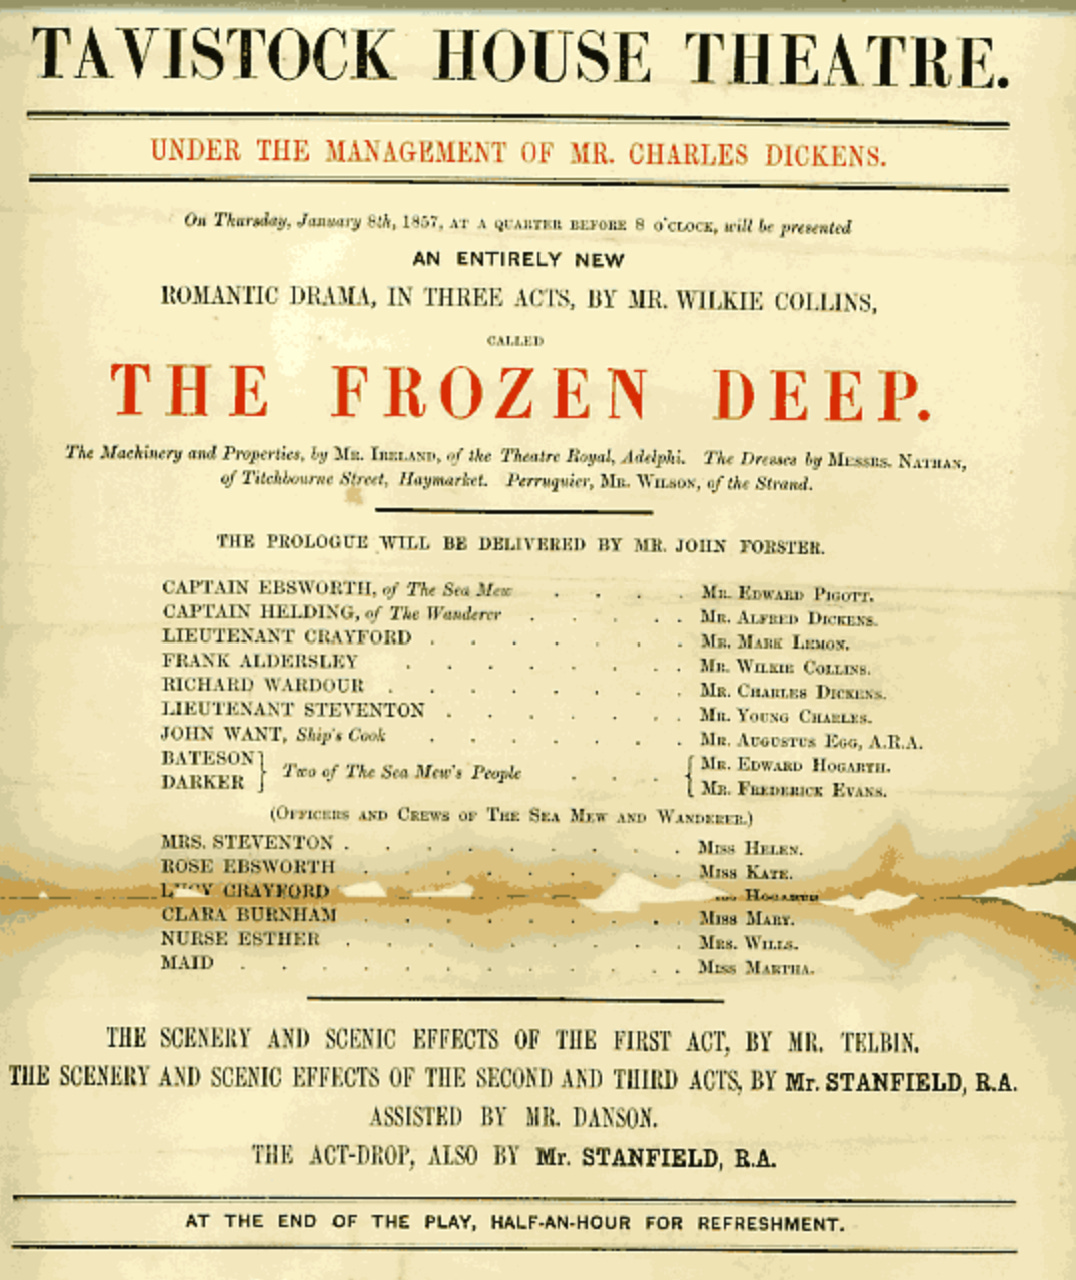 TAVISTOCK HOUSE THEATRE.
UNDER THE MANAGEMENT OF MR. CHARLES DICKENS.
On Thursday, January 8th, 1857, AT A QUARTER BEFORE 8 O'CLOCK, will be presented
AN ENTIRELY NEW
ROMANTIC DRAMA, IN THREE ACTS, BY MR. WILKIE COLLINS,
CALLED
THE FROZEN DEEP.
The Machinery and Properties, by MR. IRELAND, of the Theatre Royal, Adelphi. The Dresses by MESSRS. NATHAN,
of Titchbourne Street, Haymarket. Perruquier, MR. WILSON, of the Strand.
THE PROLOGUE WILL BE DELIVERED BY MR. JOHN FORSTER.
CAPTAIN EBSWORTH, of The Sea Mew . . . . MR. EDWARD PIGOTT.
CAPTAIN HELDING, of The Wanderer . . . . . MR. ALFRED DICKENS.
LIEUTENANT CRAYFORD . . . . . . . MR. MARK LEMON.
FRANK ALDERSLEY . . . . . . . . MR. WILKIE COLLINS.
RICHARD WARDOUR . . . . . . . . MR. CHARLES DICKENS.
LIEUTENANT STEVENTON . . . . . . . MR. YOUNG CHARLES.
JOHN WANT, Ship's Cook . . . . . . . MR. AUGUSTUS EGG, A.R.A.
BATESON } Two of The Sea Mew's People . . . { MR. EDWARD HOGARTH.
DARKER MR. FREDERICK EVANS.
(OFFICERS AND CREWS OF THE SEA MEW AND WANDERER.)
MRS. STEVENTON . . . . . . . . . MISS HELEN.
ROSE EBSWORTH . . . . . . . . . MISS KATE.
CRAYFORD HOGARTH
CLARA BURNHAM . . . . . . . . . MISS MARY.
NURSE ESTHER . . . . . . . . . MRS. WILLS.
MAID . . . . . . . . . . . . MISS MARTHA.
THE SCENERY AND SCENIC EFFECTS OF THE FIRST ACT, BY MR. TELBIN.
THE SCENERY AND SCENIC EFFECTS OF THE SECOND AND THIRD ACTS, BY Mr. STANFIELD, R.A.
ASSISTED BY MR. DANSON.
THE ACT-DROP, ALSO BY Mr. STANFIELD, R.A.
AT THE END OF THE PLAY, HALF-AN-HOUR FOR REFRESHMENT.